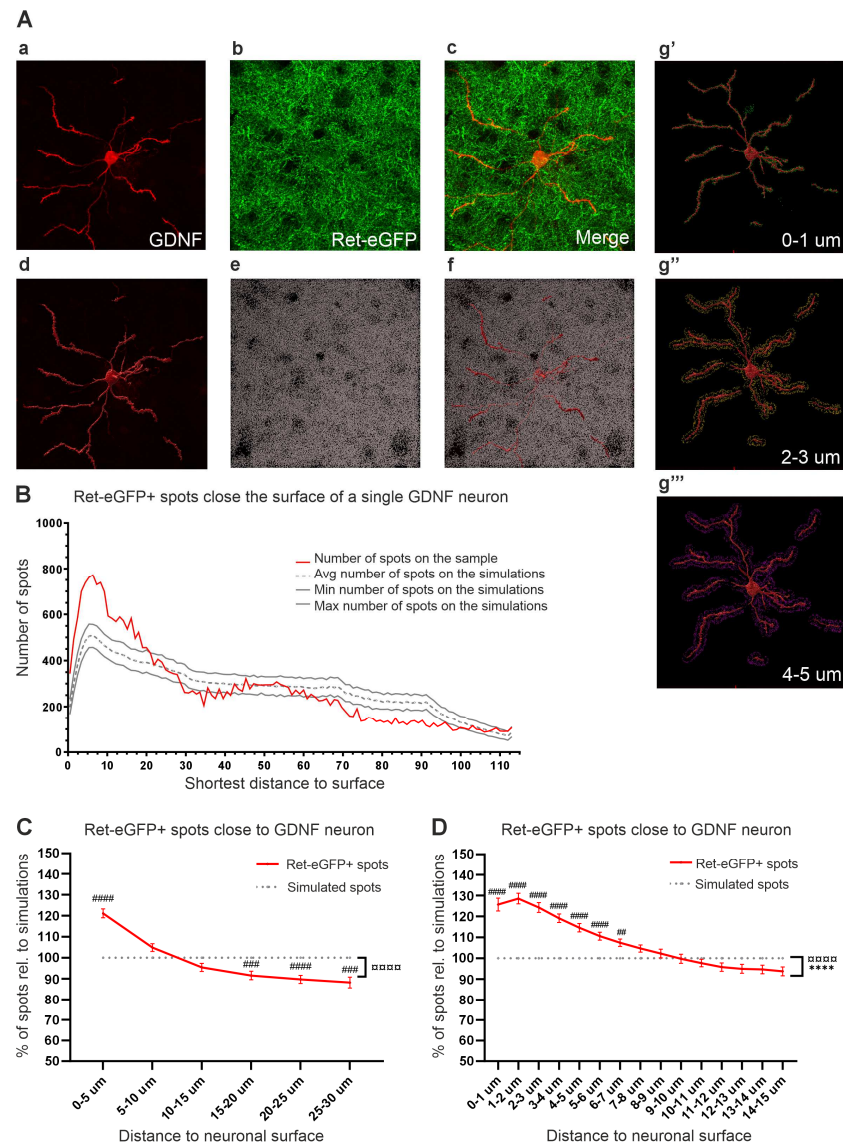 A
a
b
c
g’
GDNF
Ret-eGFP
Merge
0-1 um
d
e
f
g’’
2-3 um
g’’’
4-5 um
B
Ret-eGFP+ spots close the surface of a single GDNF neuron
Number of spots
1000
800
600
400
200
0
Number of spots on the sample
Avg number of spots on the simulations
Min number of spots on the simulations
Max number of spots on the simulations
0 10 20 30 40 50 60 70 80 90 100 110
Shortest distance to surface
C
Ret-eGFP+ spots close to GDNF neuron
% of spots rel. to simulations
150
140
130
120
110
100
90
80
70
60
50
Ret-eGFP+ spots
Simulated spots
####
###
####
###
¤¤¤¤
0-5 um
5-10 um
10-15 um
15-20 um
20-25 um
25-30 um
Distance to neuronal surface
D
Ret-eGFP+ spots close to GDNF neuron
% of spots rel. to simulations
150
140
130
120
110
100
90
80
70
60
50
Ret-eGFP+ spots
Simulated spots
####
####
####
####
####
####
##
¤¤¤¤
****
0-1 um
1-2 um
2-3 um
3-4 um
4-5 um
5-6 um
6-7 um
7-8 um
8-9 um
9-10 um
10-11 um
11-12 um
12-13 um
13-14 um
14-15 um
Distance to neuronal surface